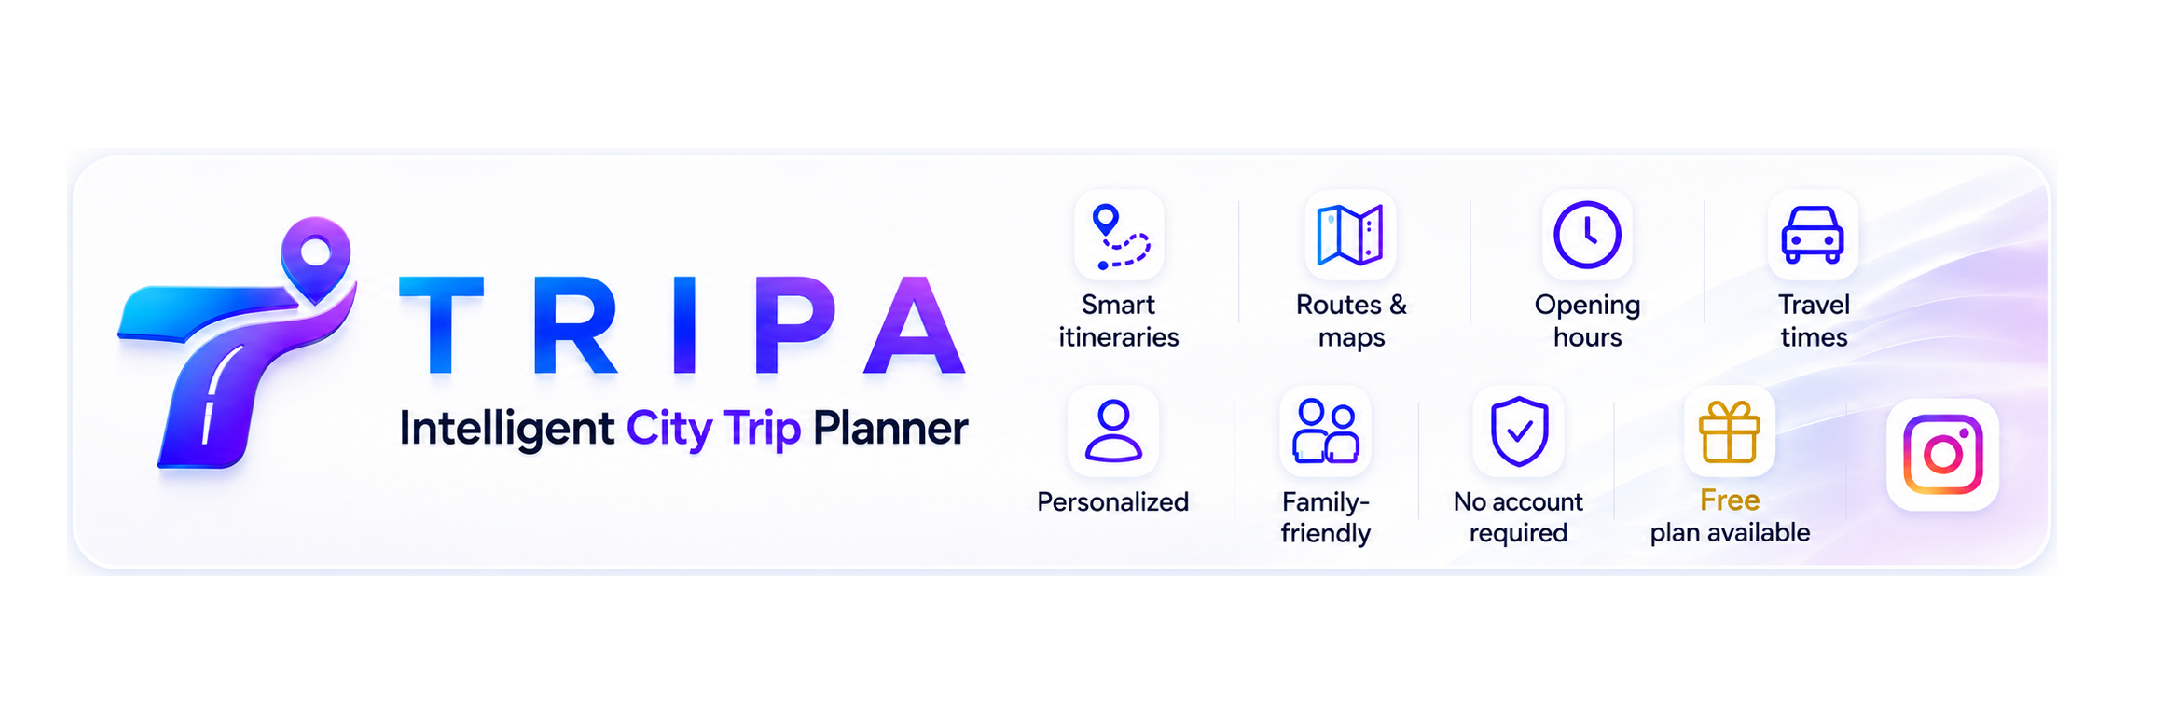 TRIPA
Intelligent City Trip Planner
Smart
itineraries
Routes &
maps
Opening
hours
Travel
times
Personalized
Family-
friendly
No account
required
Free
plan available